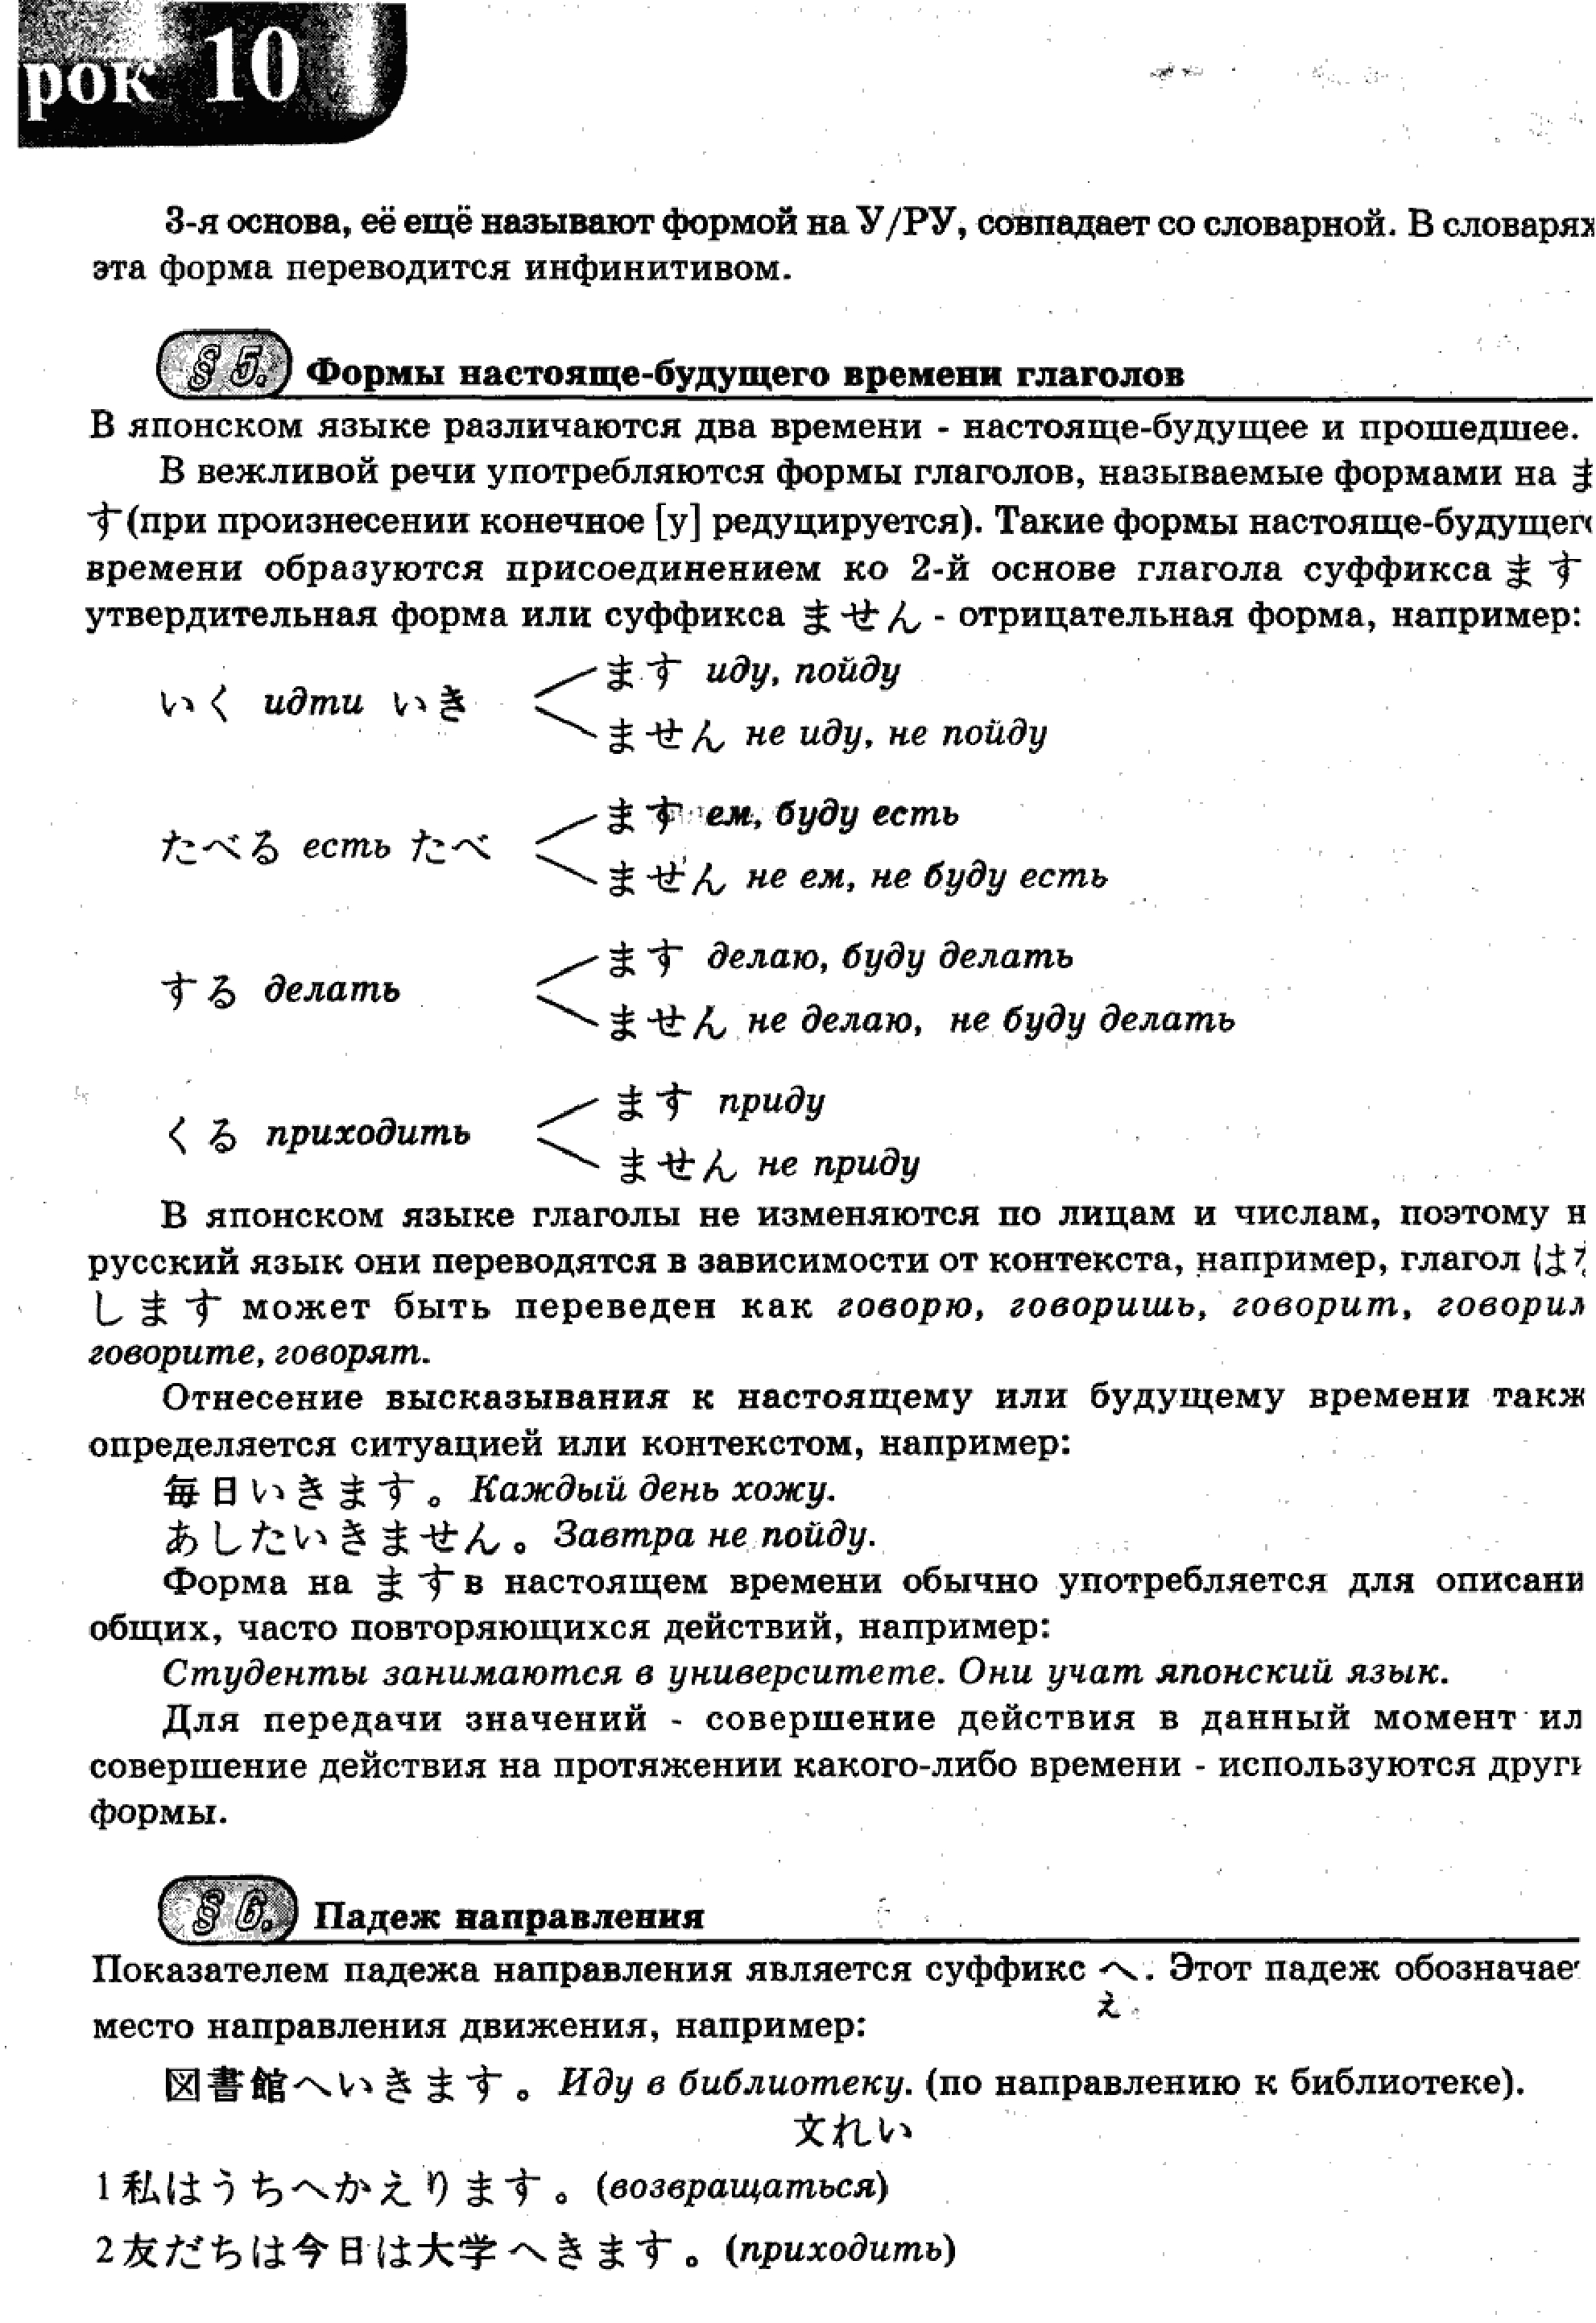 рок 10
3-я основа, её ещё называют формой на У/РУ, совпадает со словарной. В словарях
эта форма переводится инфинитивом.
§ 5. Формы настояще-будущего времени глаголов
В японском языке различаются два времени - настояще-будущее и прошедшее.
В вежливой речи употребляются формы глаголов, называемые формами на ま
す(при произнесении конечное [у] редуцируется). Такие формы настояще-будущего
времени образуются присоединением ко 2-й основе глагола суффикса ます
утвердительная форма или суффикса ません - отрицательная форма, например:
ます иду, пойду
いく идти いき
ません не иду, не пойду
ます ем, буду есть
たべる есть たべ
ません не ем, не буду есть
ます делаю, буду делать
する делать
ません не делаю, не буду делать
ます приду
くる приходить
ません не приду
В японском языке глаголы не изменяются по лицам и числам, поэтому н
русский язык они переводятся в зависимости от контекста, например, глагол はな
します может быть переведен как говорю, говоришь, говорит, говорим
говорите, говорят.
Отнесение высказывания к настоящему или будущему времени такж
определяется ситуацией или контекстом, например:
毎日いきます。Каждый день хожу.
あしたいきません。Завтра не пойду.
Форма на ます в настоящем времени обычно употребляется для описани
общих, часто повторяющихся действий, например:
Студенты занимаются в университете. Они учат японский язык.
Для передачи значений - совершение действия в данный момент ил
совершение действия на протяжении какого-либо времени - используются други
формы.
§ 6. Падеж направления
Показателем падежа направления является суффикс へ. Этот падеж обозначает
え
место направления движения, например:
図書館へいきます。Иду в библиотеку. (по направлению к библиотеке).
文れい
1 私はうちへかえります。(возвращаться)
2 友だちは今日は大学へきます。(приходить)